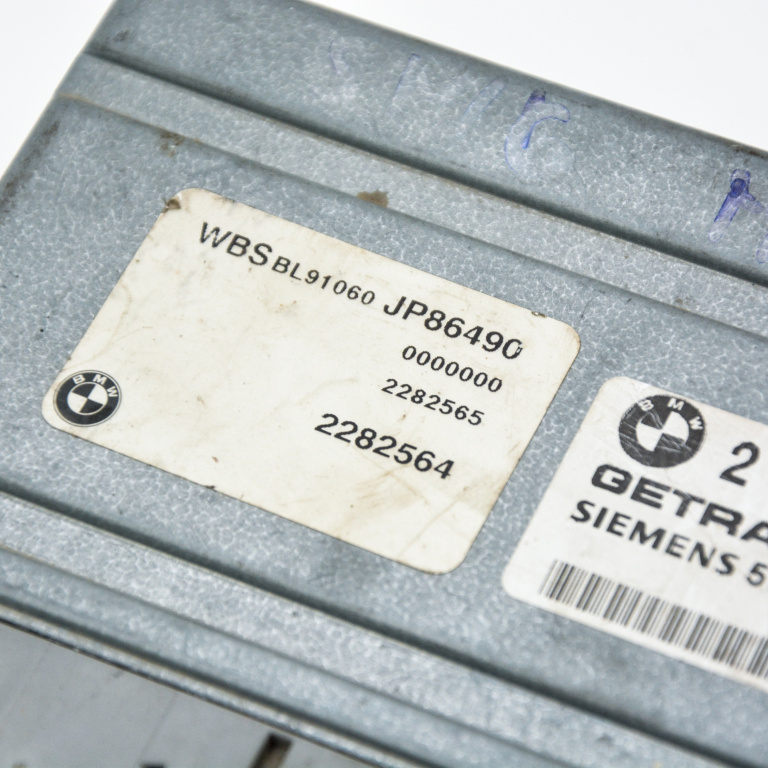 WBSBL91060 JP86490
0000000
2282565
2282564
BMW
BMW
2
GETRA
SIEMENS 5